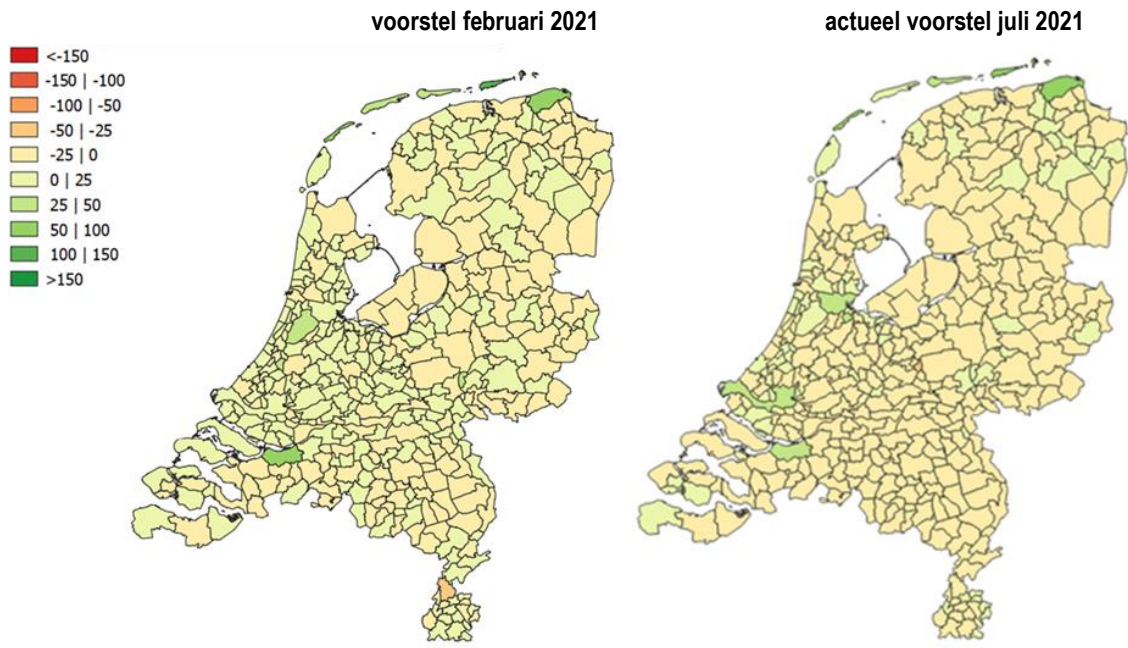 voorstel februari 2021
actueel voorstel juli 2021
<-150
-150 | -100
-100 | -50
-50 | -25
-25 | 0
0 | 25
25 | 50
50 | 100
100 | 150
>150